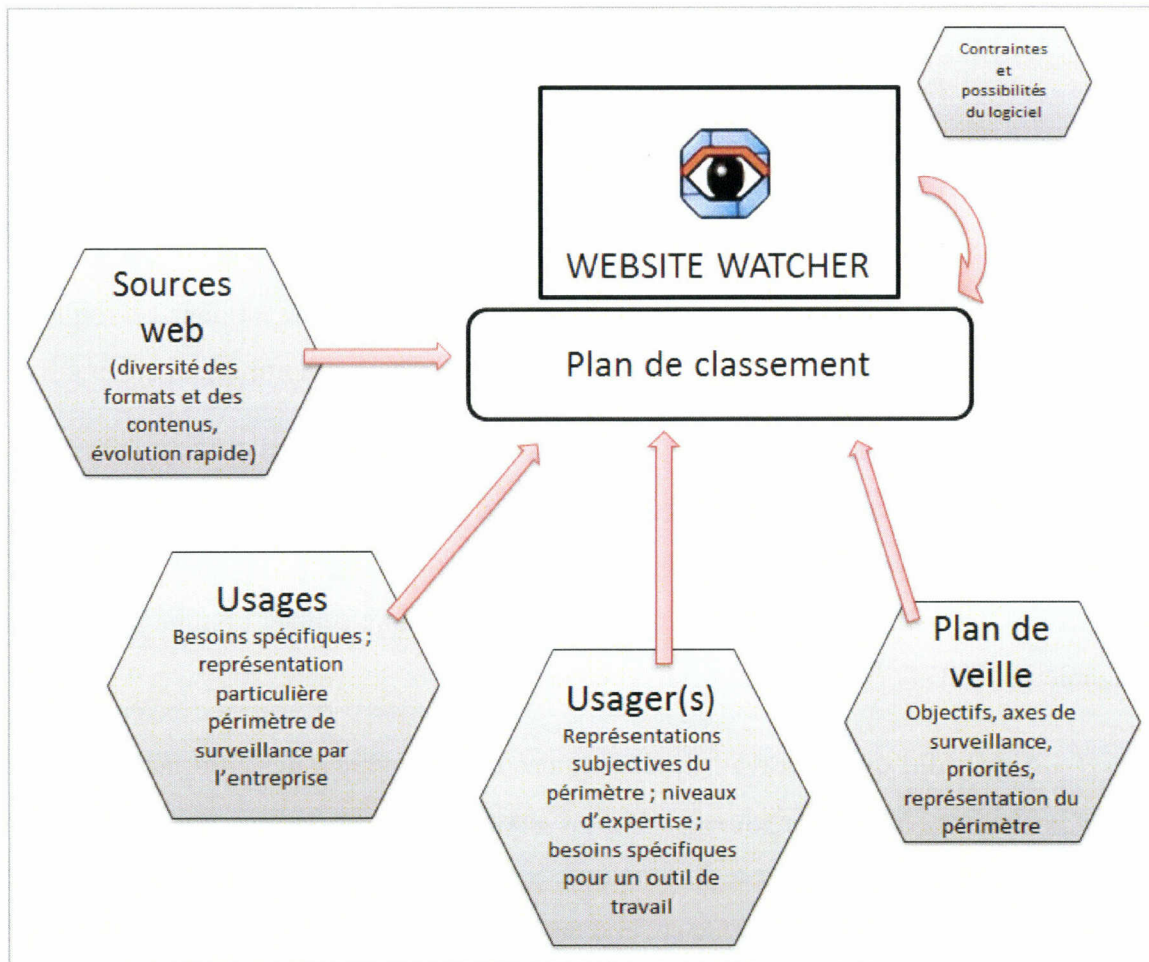 Contraintes
et
possibilités
du logiciel
WEBSITE WATCHER
Plan de classement
Sources
web
(diversité des
formats et des
contenus,
évolution rapide)
Usages
Besoins spécifiques ;
représentation
particulière
périmètre de
surveillance par
l'entreprise
Usager(s)
Représentations
subjectives du
périmètre ; niveaux
d'expertise ;
besoins spécifiques
pour un outil de
travail
Plan de
veille
Objectifs, axes de
surveillance,
priorités,
représentation du
périmètre